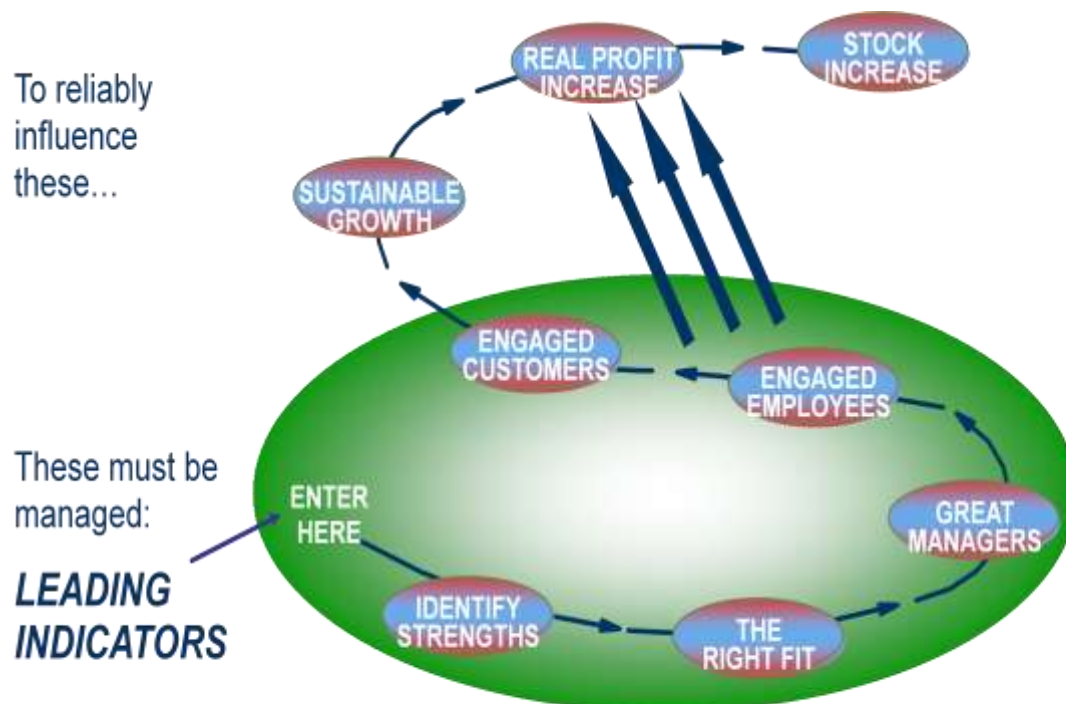 To reliably
influence
these…
REAL PROFIT
INCREASE
STOCK
INCREASE
SUSTAINABLE
GROWTH
ENGAGED
CUSTOMERS
ENGAGED
EMPLOYEES
These must be
managed:
LEADING
INDICATORS
ENTER
HERE
IDENTIFY
STRENGTHS
THE
RIGHT FIT
GREAT
MANAGERS